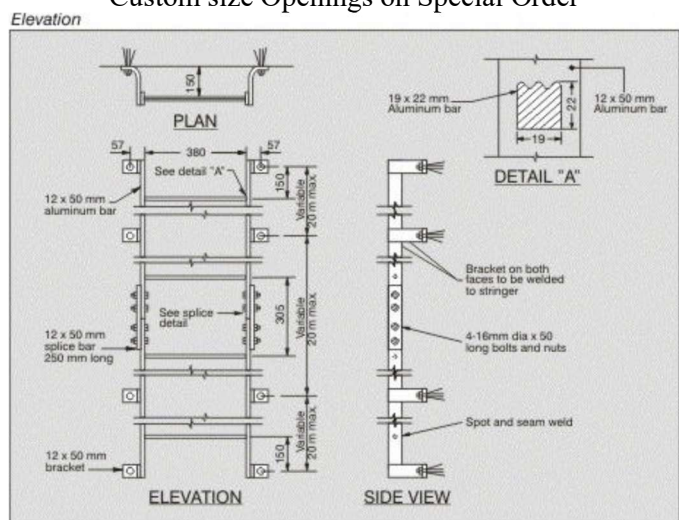 Custom size Openings on Special Order
Elevation
150
PLAN
19 x 22 mm
Aluminum bar
22
12 x 50 mm
Aluminum bar
19
DETAIL "A"
57
380
57
See detail "A"
150
Variable
20 m max.
12 x 50 mm
aluminum bar
Bracket on both
faces to be welded
to stringer
See splice
detail
305
Variable
20 m max.
12 x 50 mm
splice bar
250 mm long
4-16mm dia x 50
long bolts and nuts
Spot and seam weld
150
Variable
20 m max.
12 x 50 mm
bracket
ELEVATION
SIDE VIEW